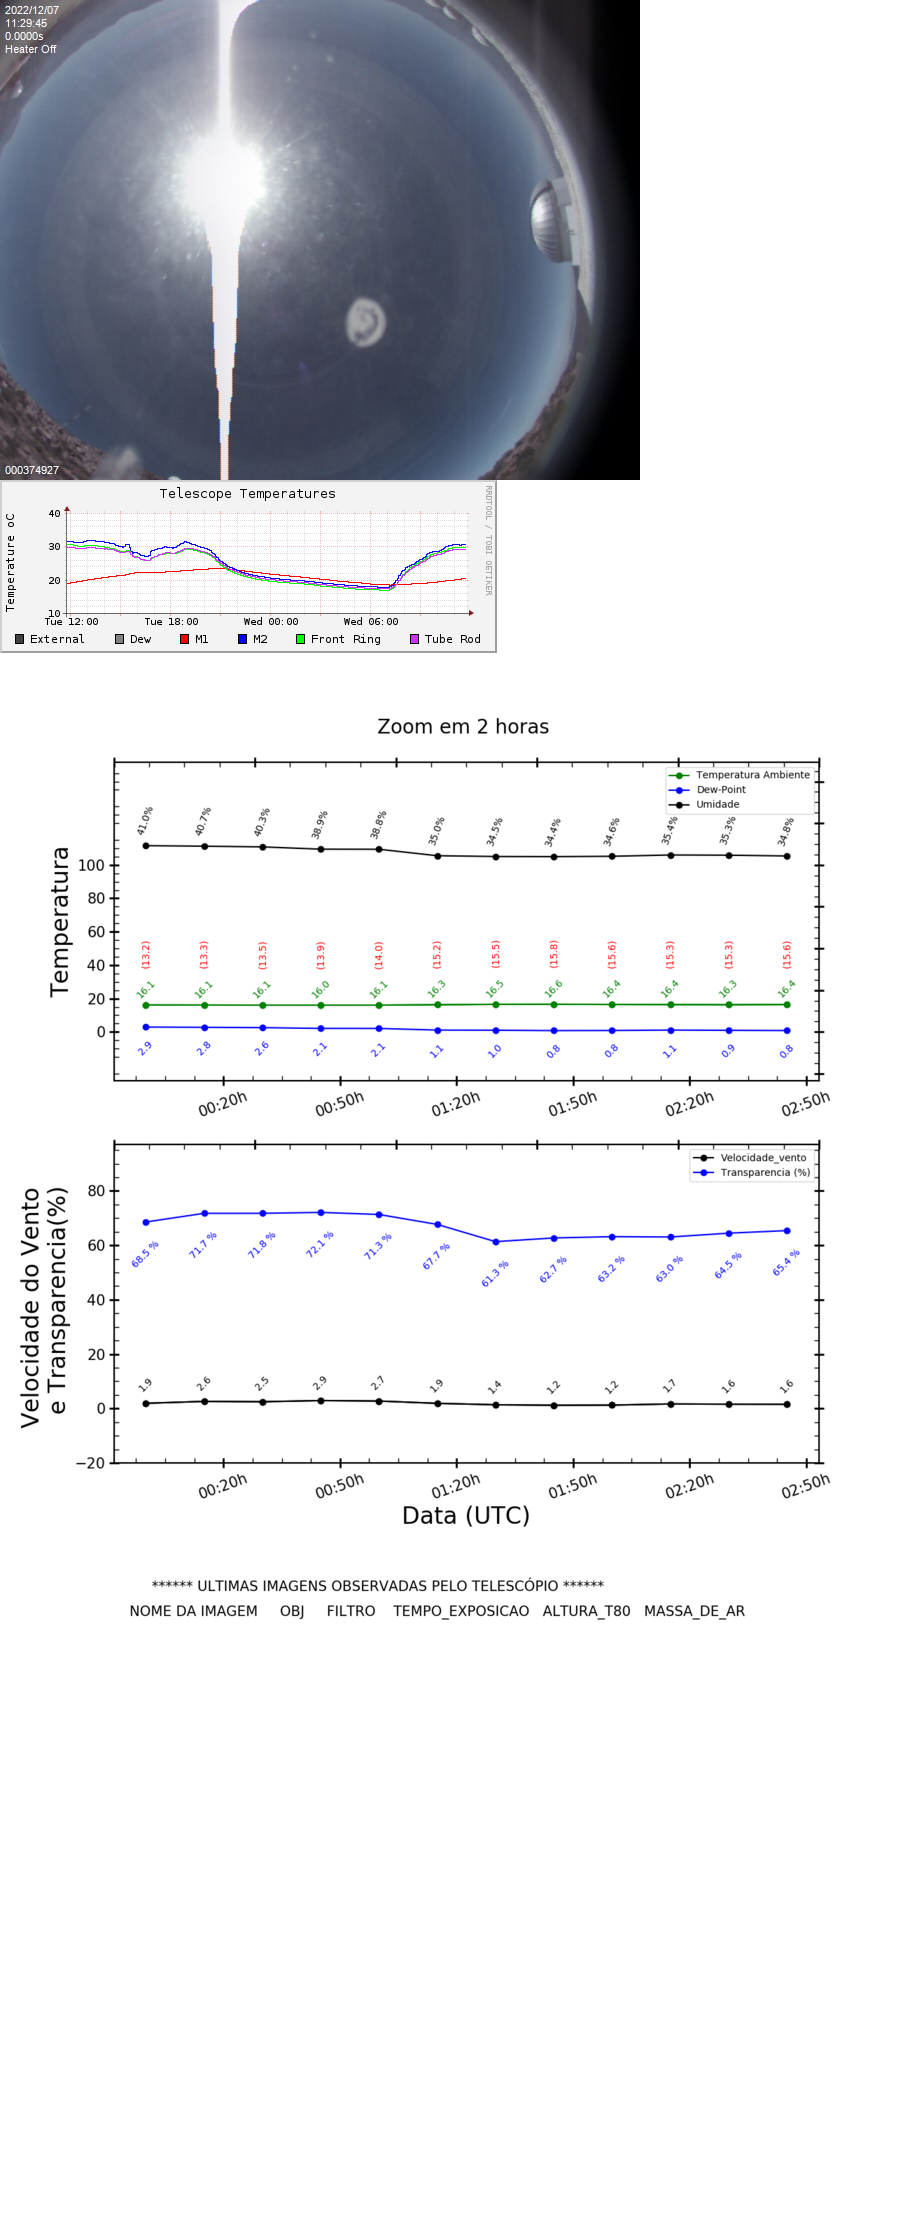 2022/12/07
11:29:45
0.0000s
Heater Off
000374927
Telescope Temperatures
RRDTOOL / TOBI OETIKER
Temperature oC
40
30
20
10
Tue 12:00 Tue 18:00 Wed 00:00 Wed 06:00
External Dew M1 M2 Front Ring Tube Rod
Zoom em 2 horas
Temperatura Ambiente
Dew-Point
Umidade
Temperatura
100
80
60
40
20
0
41.0% 40.7% 40.3% 38.9% 38.8% 35.0% 34.5% 34.4% 34.6% 35.4% 35.3% 34.8%
(13.2) (13.3) (13.5) (13.9) (14.0) (15.2) (15.5) (15.8) (15.6) (15.3) (15.3) (15.6)
16.1 16.1 16.1 16.0 16.1 16.3 16.5 16.6 16.4 16.4 16.3 16.4
2.9 2.8 2.6 2.1 2.1 1.1 1.0 0.8 0.8 1.1 0.9 0.8
00:20h 00:50h 01:20h 01:50h 02:20h 02:50h
Velocidade_vento
Transparencia (%)
Velocidade do Vento
e Transparencia(%)
80
60
40
20
0
−20
68.5 % 71.7 % 71.8 % 72.1 % 71.3 % 67.7 % 61.3 % 62.7 % 63.2 % 63.0 % 64.5 % 65.4 %
1.9 2.6 2.5 2.9 2.7 1.9 1.4 1.2 1.2 1.7 1.6 1.6
00:20h 00:50h 01:20h 01:50h 02:20h 02:50h
Data (UTC)
****** ULTIMAS IMAGENS OBSERVADAS PELO TELESCÓPIO ******
NOME DA IMAGEM OBJ FILTRO TEMPO_EXPOSICAO ALTURA_T80 MASSA_DE_AR